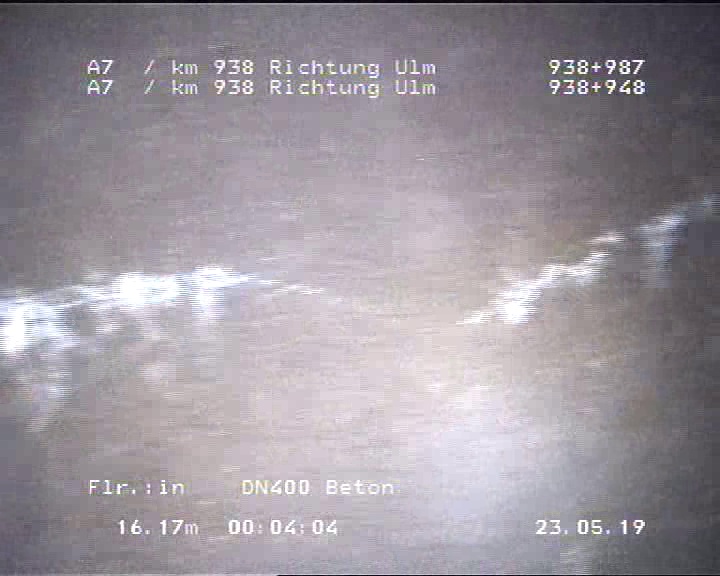 A7 / km 938 Richtung Ulm 938+987
A7 / km 938 Richtung Ulm 938+948
Flr.:in DN400 Beton
16.17m 00:04:04 23.05.19